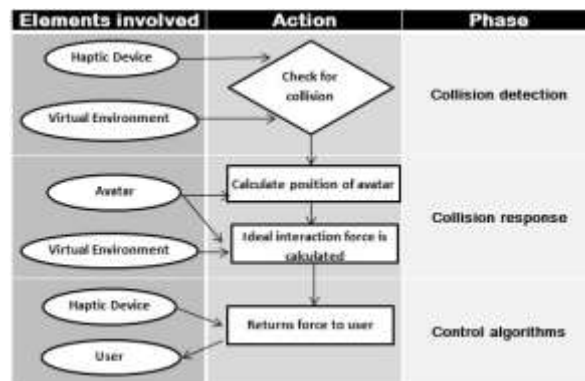 Elements involved
Action
Phase
Haptic Device
Virtual Environment
Check for
collision
Collision detection
Avatar
Virtual Environment
Calculate position of avatar
Ideal interaction force is
calculated
Collision response
Haptic Device
User
Returns force to user
Control algorithms